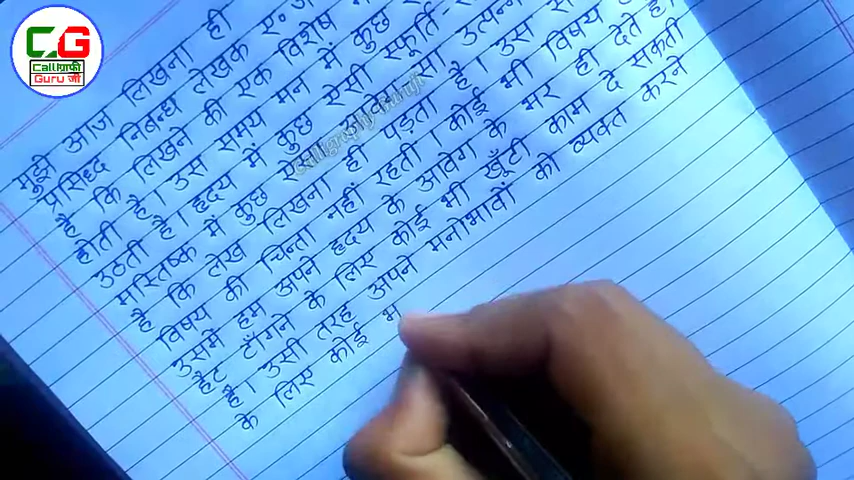 CG
Calliग्राफी
Guru जी
मुझे आज लिखना ही
प्रसिद्ध निबन्ध लेखक ए॰
है कि लिखने की एक विशेष
होती है। उस समय मन में कुछ
उठती है। हृदय में कुछ ऐसी स्फूर्ति-
मस्तिष्क में कुछ ऐसा आवेग सा उत्पन्न
है कि लेख लिखना ही पड़ता है। उस
विषय की चिन्ता नहीं रहती। कोई भी विषय
उसमें हम अपने हृदय के आवेग के भर ही देते
हैट टाँगने के लिए कोई भी खूँटी काम दे सकती
है। उसी तरह अपने मनोभावों को व्यक्त करने
के लिए कोई भ
Calligraphy Guruji